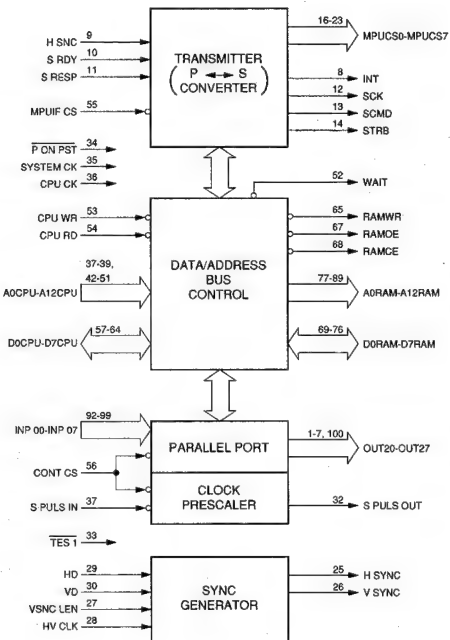 H SNC 9
S RDY 10
S RESP 11
MPUIF CS 55
TRANSMITTER
( P ◄─► S )
CONVERTER
16-23 MPUCS0-MPUCS7
8 INT
12 SCK
13 SCMD
14 STRB
P ON PST 34
SYSTEM CK 35
CPU CK 36
52 WAIT
CPU WR 53
CPU RD 54
37-39,
42-51
A0CPU-A12CPU
57-64
D0CPU-D7CPU
DATA/ADDRESS
BUS
CONTROL
65 RAMWR
67 RAMOE
68 RAMCE
77-89
A0RAM-A12RAM
69-76
D0RAM-D7RAM
92-99
INP 00-INP 07
CONT CS 56
S PULS IN 37
PARALLEL PORT
CLOCK
PRESCALER
1-7, 100
OUT20-OUT27
32 S PULS OUT
TES 1 33
HD 29
VD 30
VSNC LEN 27
HV CLK 28
SYNC
GENERATOR
25 H SYNC
26 V SYNC